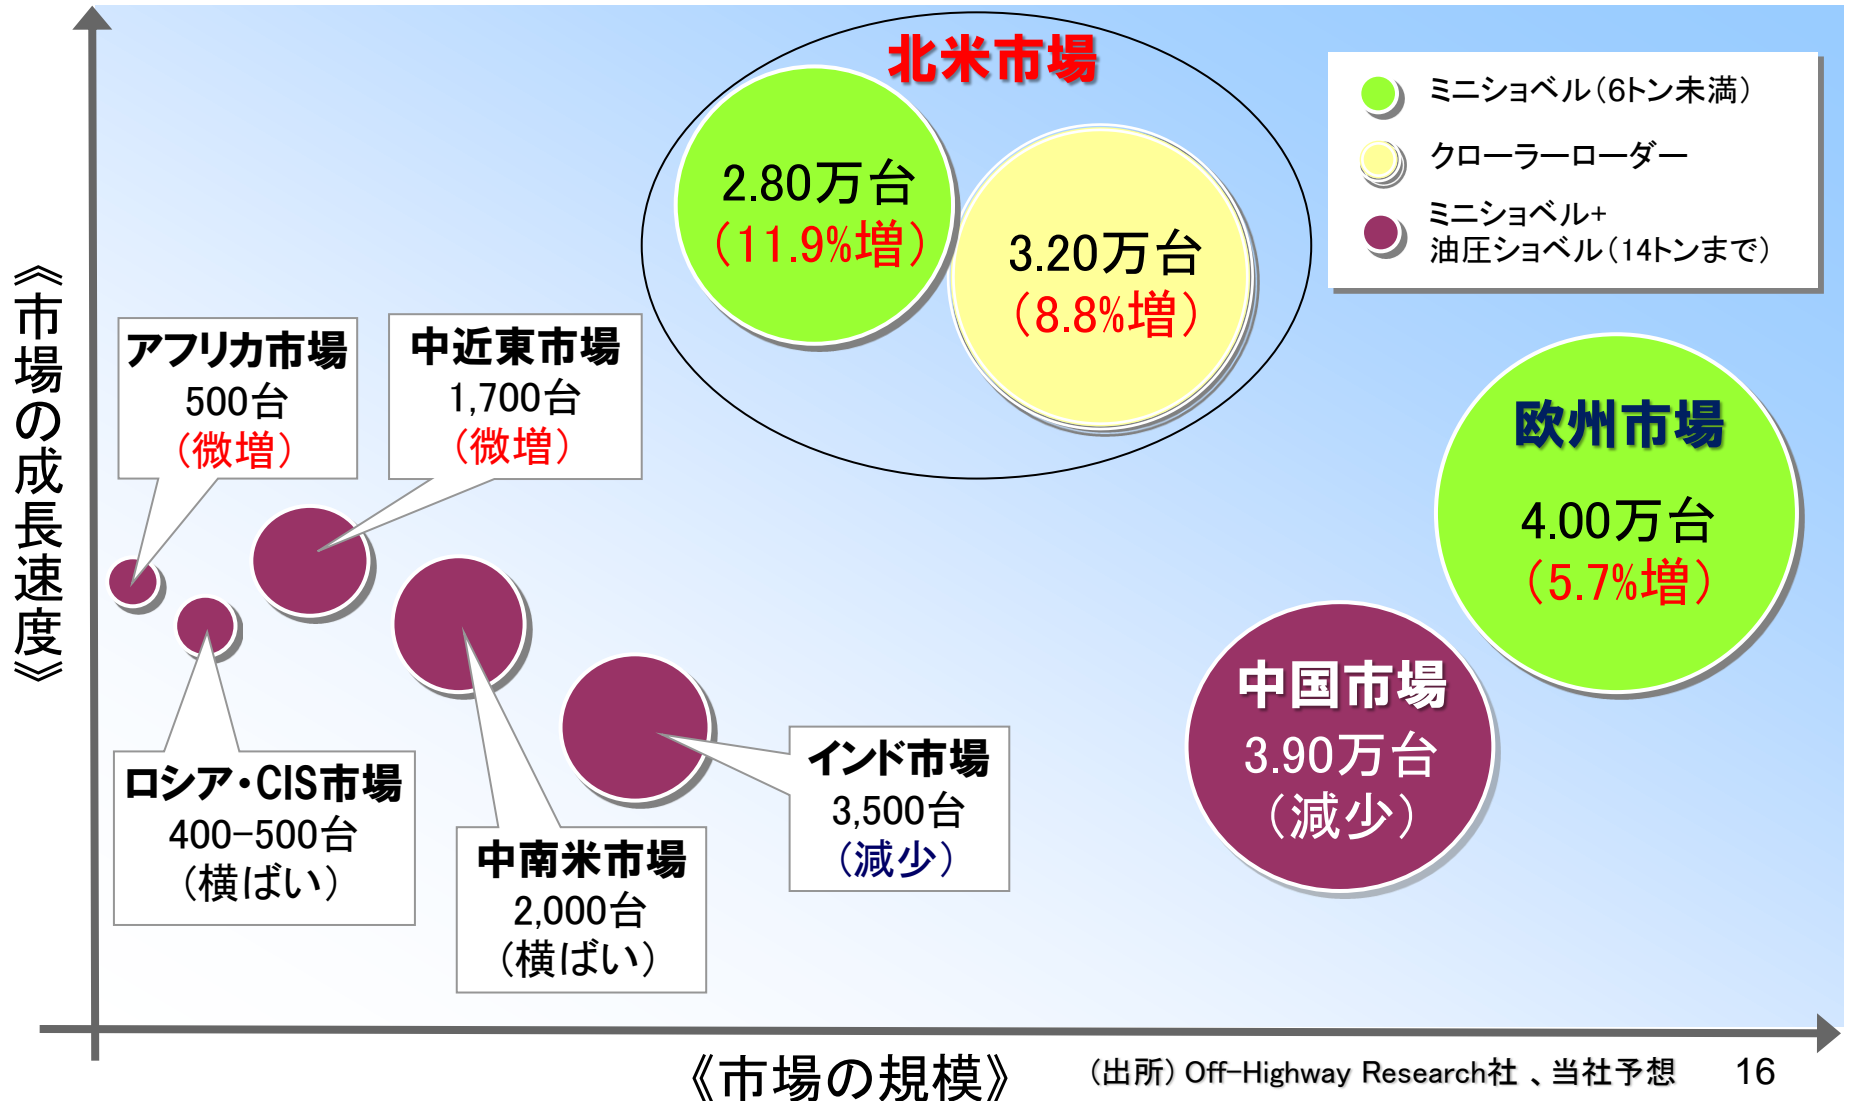 北米市場
2.80万台
（11.9%増）
3.20万台
（8.8%増）
ミニショベル（6トン未満）
クローラーローダー
ミニショベル+
油圧ショベル（14トンまで）
《市場の成長速度》
アフリカ市場
500台
（微増）
中近東市場
1,700台
（微増）
欧州市場
4.00万台
（5.7%増）
中国市場
3.90万台
（減少）
ロシア・CIS市場
400-500台
（横ばい）
中南米市場
2,000台
（横ばい）
インド市場
3,500台
（減少）
《市場の規模》
（出所）Off-Highway Research社 、当社予想
16